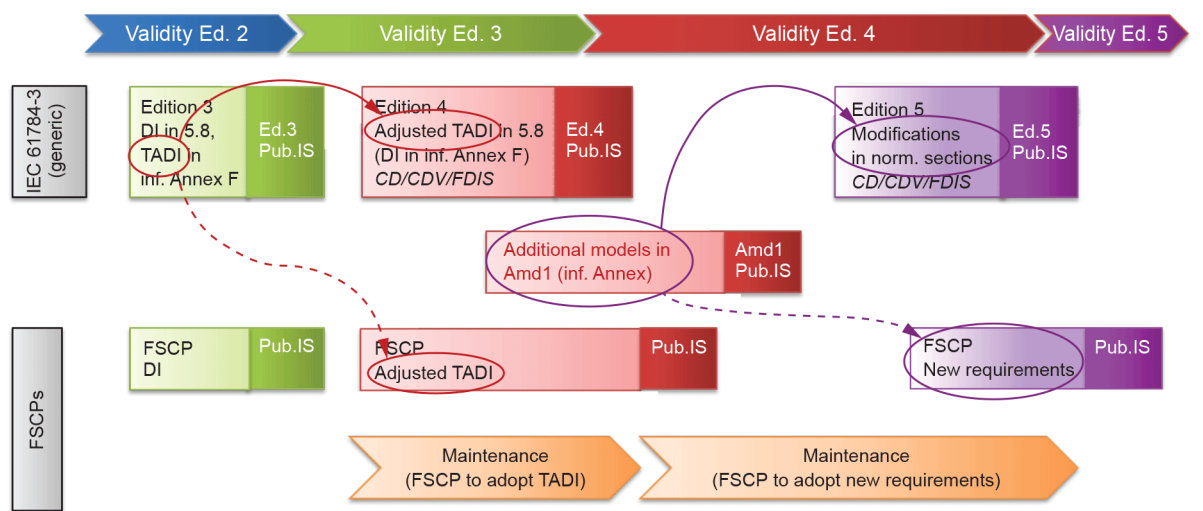 Validity Ed. 2
Validity Ed. 3
Validity Ed. 4
Validity Ed. 5
IEC 61784-3
(generic)
Edition 3
DI in 5.8,
TADI in
inf. Annex F
Ed.3
Pub.IS
Edition 4
Adjusted TADI in 5.8
(DI in inf. Annex F)
CD/CDV/FDIS
Ed.4
Pub.IS
Edition 5
Modifications
in norm. sections
CD/CDV/FDIS
Ed.5
Pub.IS
Additional models in
Amd1 (inf. Annex)
Amd1
Pub.IS
FSCPs
FSCP
DI
Pub.IS
FSCP
Adjusted TADI
Pub.IS
FSCP
New requirements
Pub.IS
Maintenance
(FSCP to adopt TADI)
Maintenance
(FSCP to adopt new requirements)